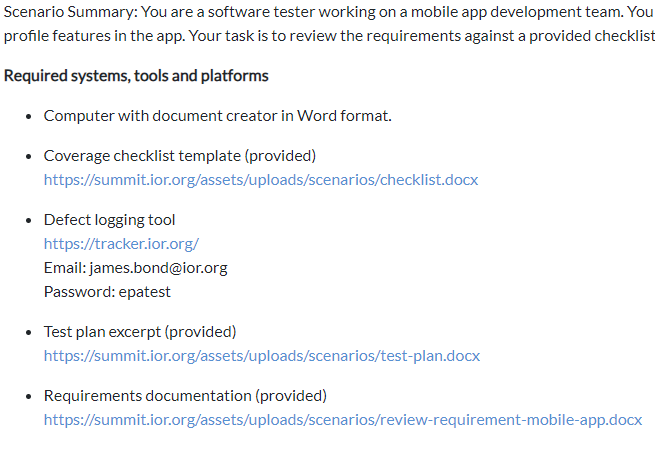 Scenario Summary: You are a software tester working on a mobile app development team. You
profile features in the app. Your task is to review the requirements against a provided checklist
Required systems, tools and platforms
• Computer with document creator in Word format.
• Coverage checklist template (provided)
https://summit.ior.org/assets/uploads/scenarios/checklist.docx
• Defect logging tool
https://tracker.ior.org/
Email: james.bond@ior.org
Password: epatest
• Test plan excerpt (provided)
https://summit.ior.org/assets/uploads/scenarios/test-plan.docx
• Requirements documentation (provided)
https://summit.ior.org/assets/uploads/scenarios/review-requirement-mobile-app.docx